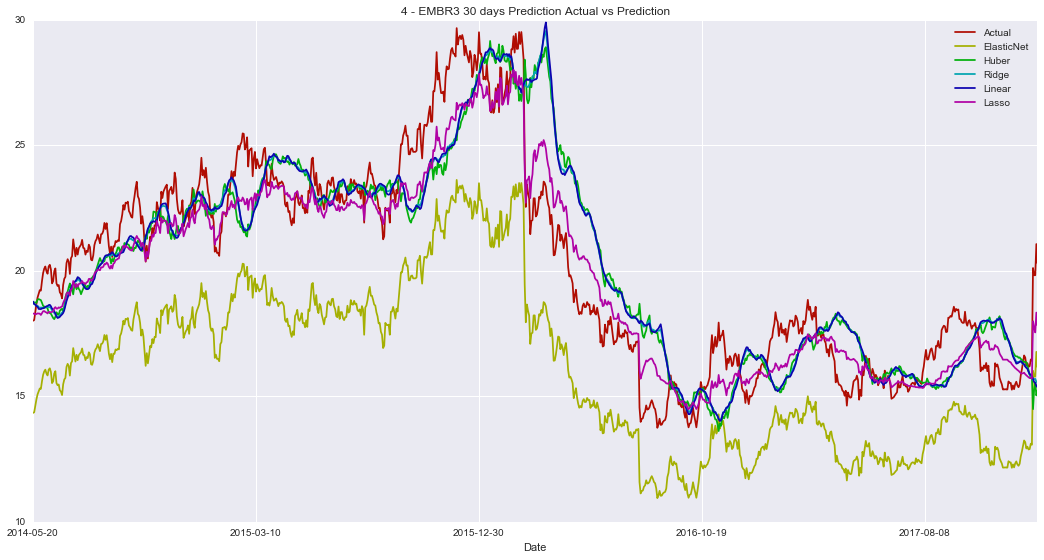 4 - EMBR3 30 days Prediction Actual vs Prediction
30
25
20
15
10
Actual
ElasticNet
Huber
Ridge
Linear
Lasso
2014-05-20 2015-03-10 2015-12-30 2016-10-19 2017-08-08
Date